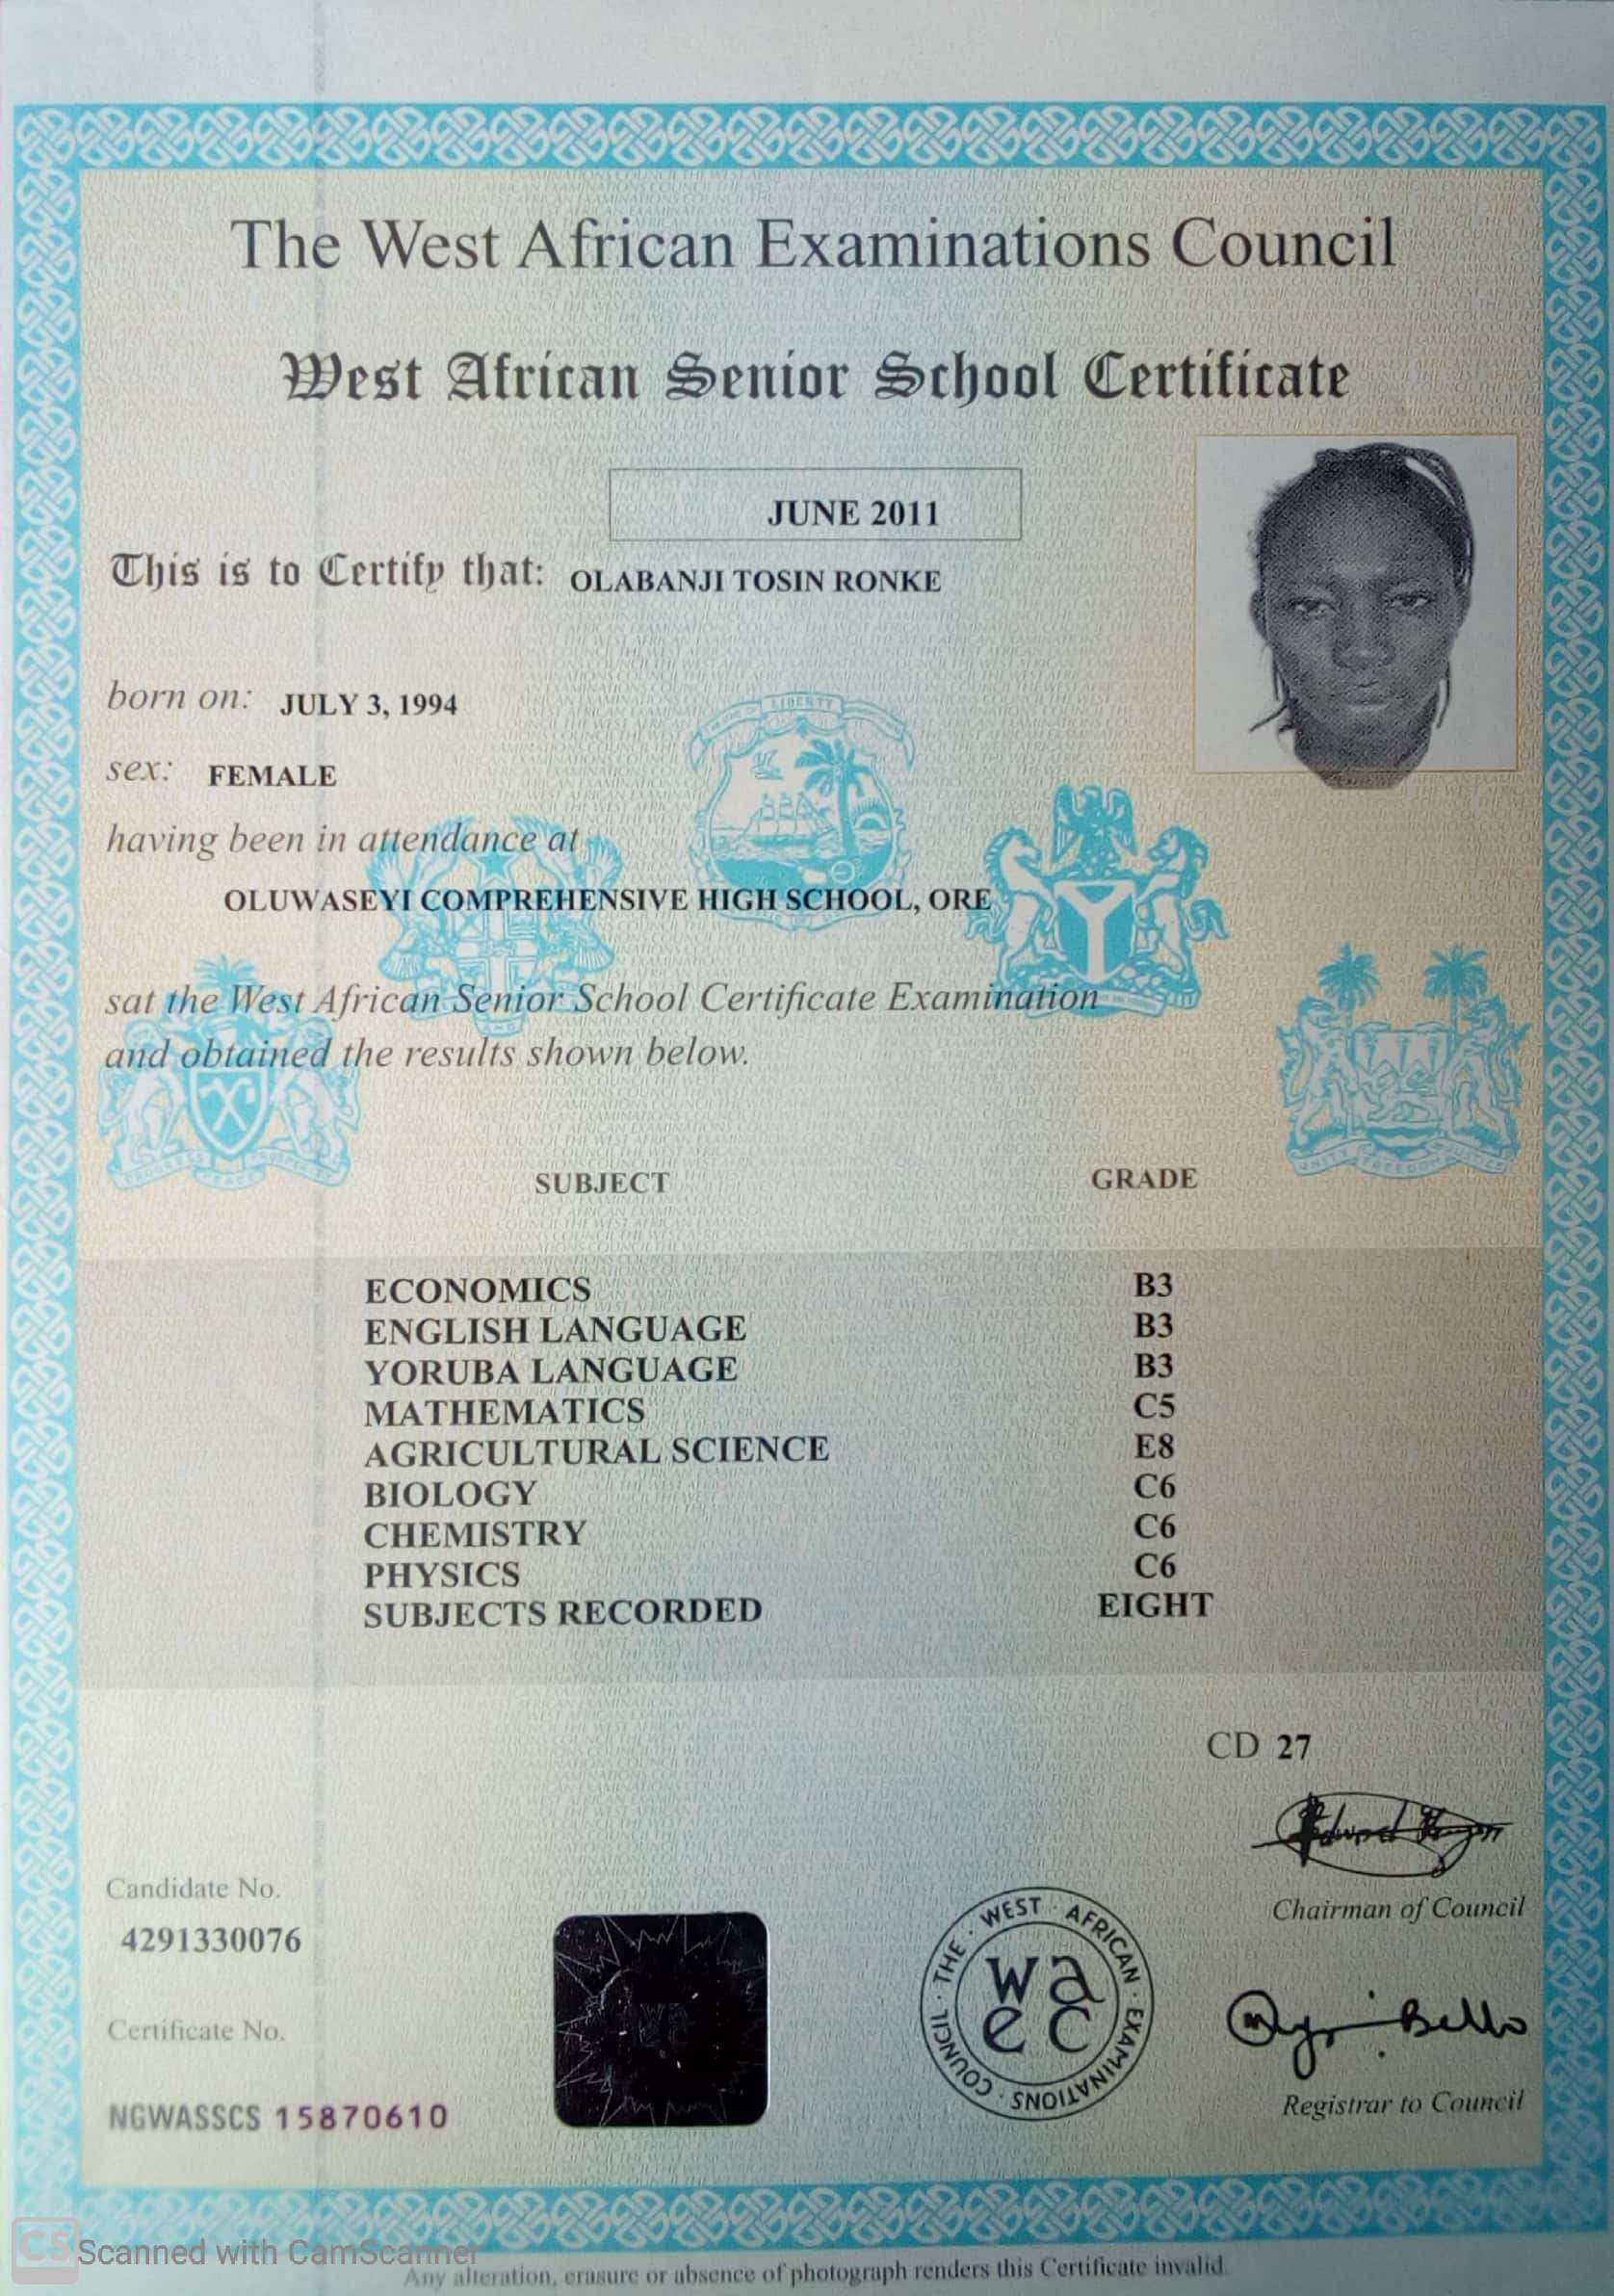 The West African Examinations Council
West African Senior School Certificate
JUNE 2011
This is to Certify that: OLABANJI TOSIN RONKE
born on: JULY 3, 1994
sex: FEMALE
having been in attendance at
OLUWASEYI COMPREHENSIVE HIGH SCHOOL, ORE
sat the West African Senior School Certificate Examination
and obtained the results shown below.
SUBJECT GRADE
ECONOMICS B3
ENGLISH LANGUAGE B3
YORUBA LANGUAGE B3
MATHEMATICS C5
AGRICULTURAL SCIENCE E8
BIOLOGY C6
CHEMISTRY C6
PHYSICS C6
SUBJECTS RECORDED EIGHT
CD 27
Chairman of Council
Candidate No.
4291330076
THE · WEST · AFRICAN · EXAMINATIONS · COUNCIL
wa
ec
Bello
Registrar to Council
Certificate No.
NGWASSCS 15870610
CS Scanned with CamScanner
Any alteration, erasure or absence of photograph renders this Certificate invalid.